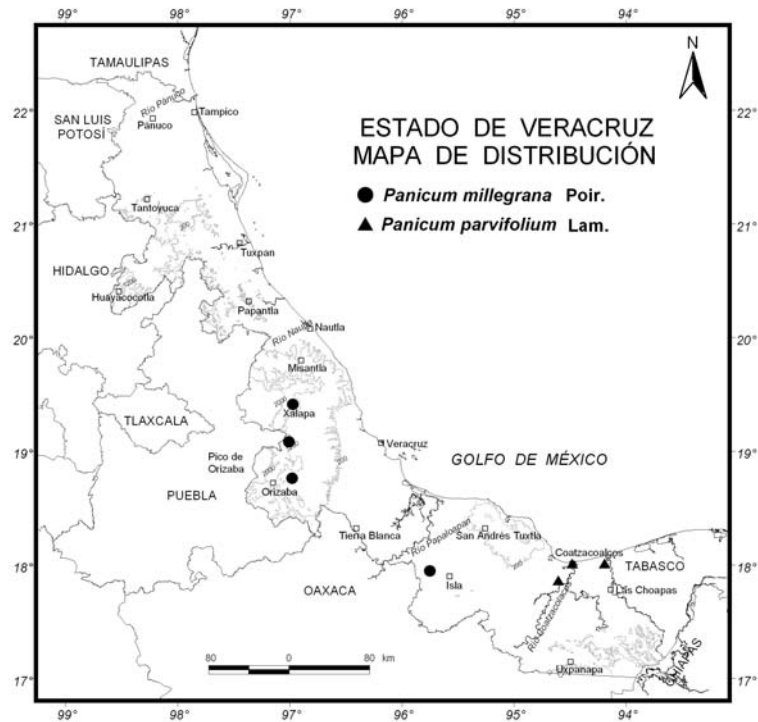 99°
98°
97°
96°
95°
94°
N
TAMAULIPAS
Río Pánuco
Tampico
22°
22°
Pánuco
SAN LUIS
POTOSÍ
ESTADO DE VERACRUZ
MAPA DE DISTRIBUCIÓN
Panicum millegrana Poir.
Panicum parvifolium Lam.
Tantoyuca
200
21°
21°
Tuxpan
HIDALGO
Huayacocotla
Papantla
Nautla
Río Nautla
20°
20°
Misantla
Xalapa
TLAXCALA
Pico de
Orizaba
Veracruz
19°
19°
GOLFO DE MÉXICO
PUEBLA
Orizaba
Tierra Blanca
Río Papaloapan
San Andrés Tuxtla
Coatzacoalcos
TABASCO
18°
18°
OAXACA
Isla
Las Choapas
Río Coatzacoalcos
Uxpanapa
CHIAPAS
80 0 80 km
17°
17°
99°
98°
97°
96°
95°
94°